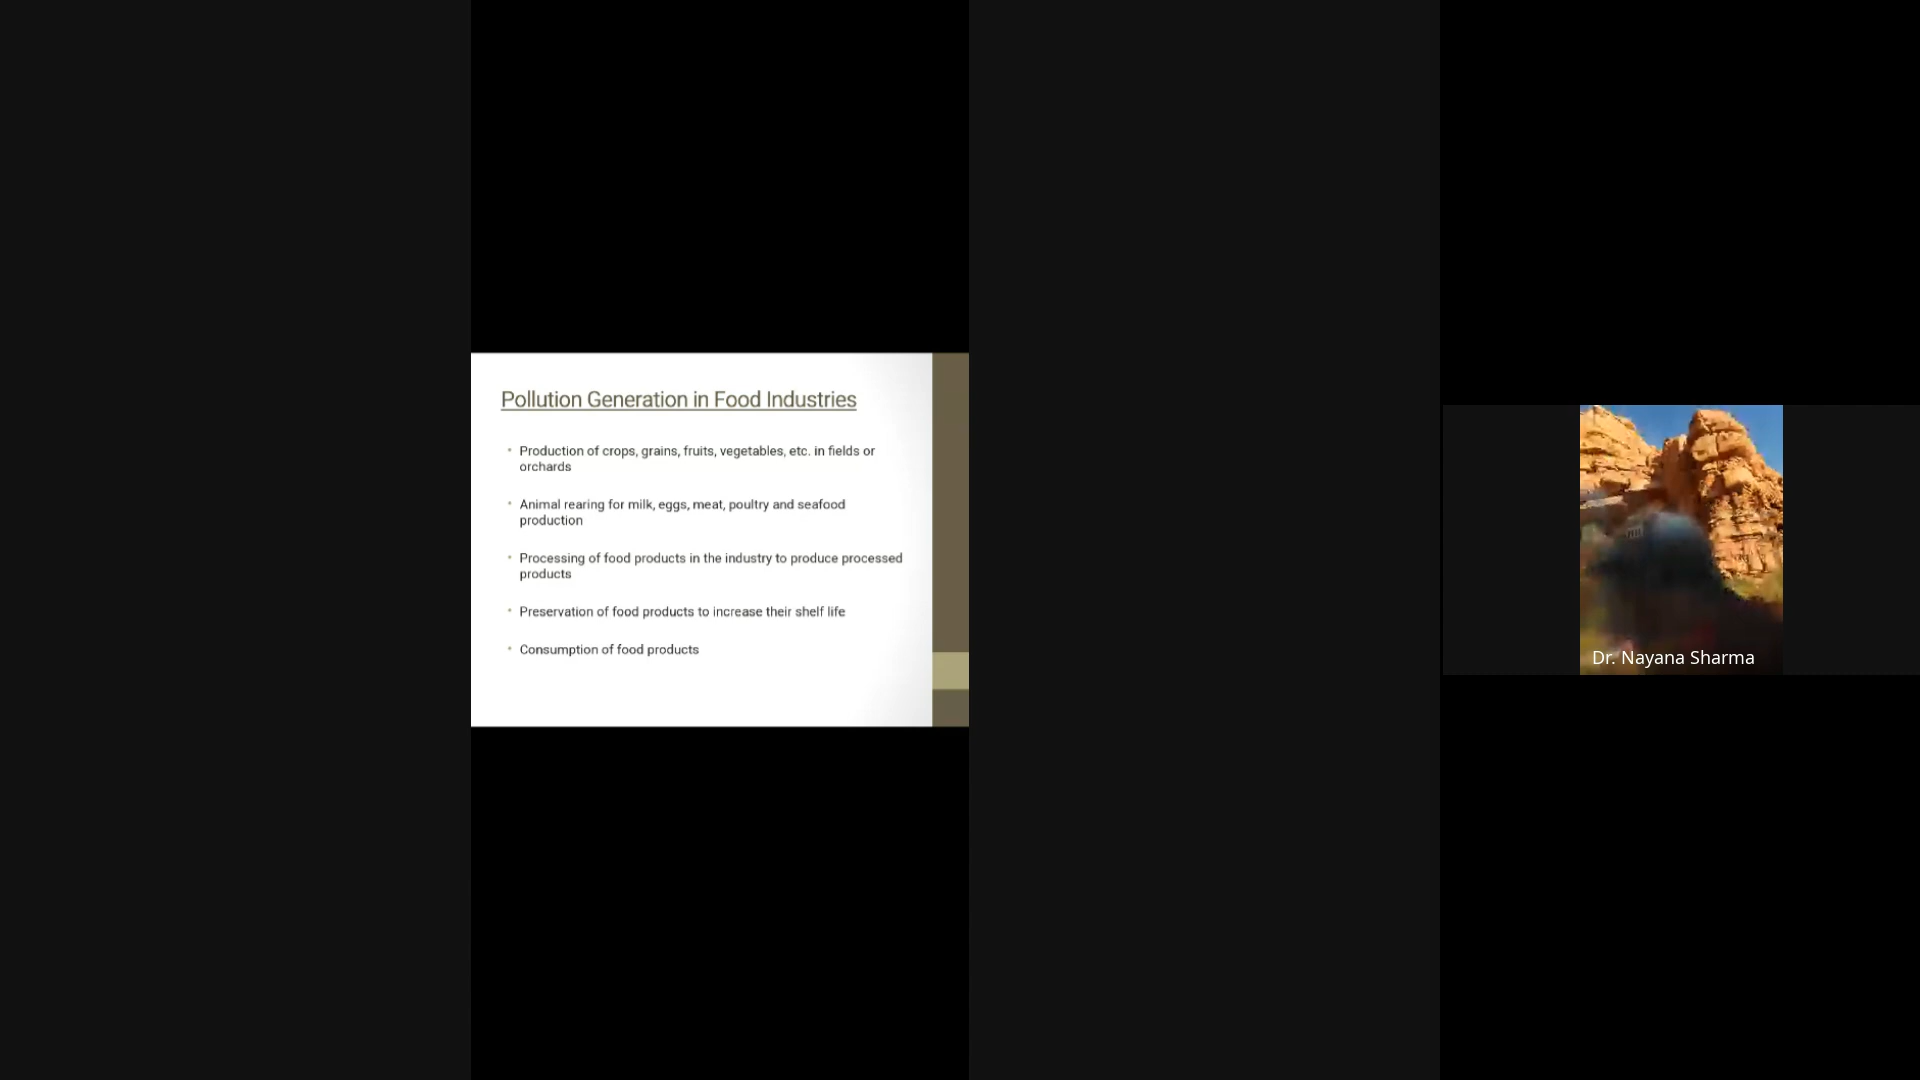 Pollution Generation in Food Industries
• Production of crops, grains, fruits, vegetables, etc. in fields or
orchards
• Animal rearing for milk, eggs, meat, poultry and seafood
production
• Processing of food products in the industry to produce processed
products
• Preservation of food products to increase their shelf life
• Consumption of food products
Dr. Nayana Sharma